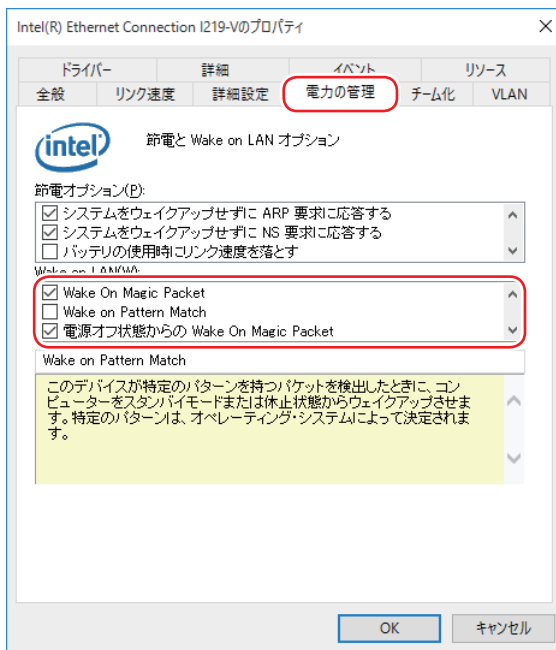 Intel(R) Ethernet Connection I219-Vのプロパティ
ドライバー 詳細 イベント リソース
全般 リンク速度 詳細設定 電力の管理 チーム化 VLAN
intel
節電と Wake on LAN オプション
節電オプション(P):
システムをウェイクアップせずに ARP 要求に応答する
システムをウェイクアップせずに NS 要求に応答する
バッテリの使用時にリンク速度を落とす
Wake on LAN(W):
Wake On Magic Packet
Wake on Pattern Match
電源オフ状態からの Wake On Magic Packet
Wake on Pattern Match
このデバイスが特定のパターンを持つパケットを検出したときに、コン
ピューターをスタンバイモードまたは休止状態からウェイクアップさせま
す。特定のパターンは、オペレーティング・システムによって決定されま
す。
OK キャンセル